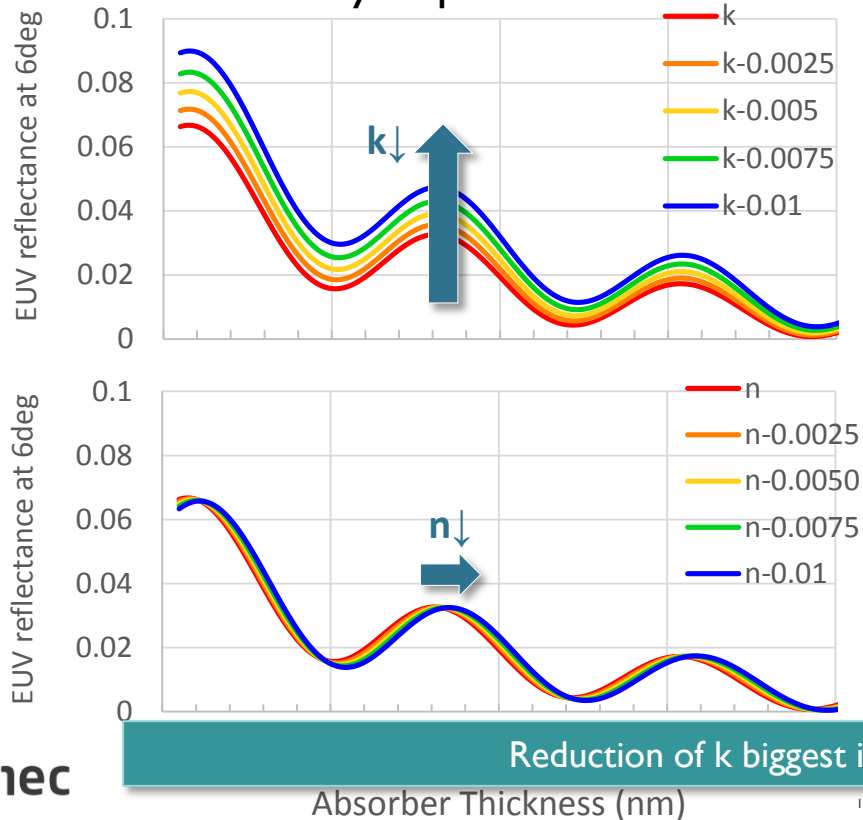 k
0.1
0.08
0.06
0.04
0.02
0
EUV reflectance at 6deg
k↓
k-0.0025
k-0.005
k-0.0075
k-0.01
0.1
0.08
0.06
0.04
0.02
0
EUV reflectance at 6deg
n↓
n
n-0.0025
n-0.0050
n-0.0075
n-0.01
Reduction of k biggest i
Absorber Thickness (nm)